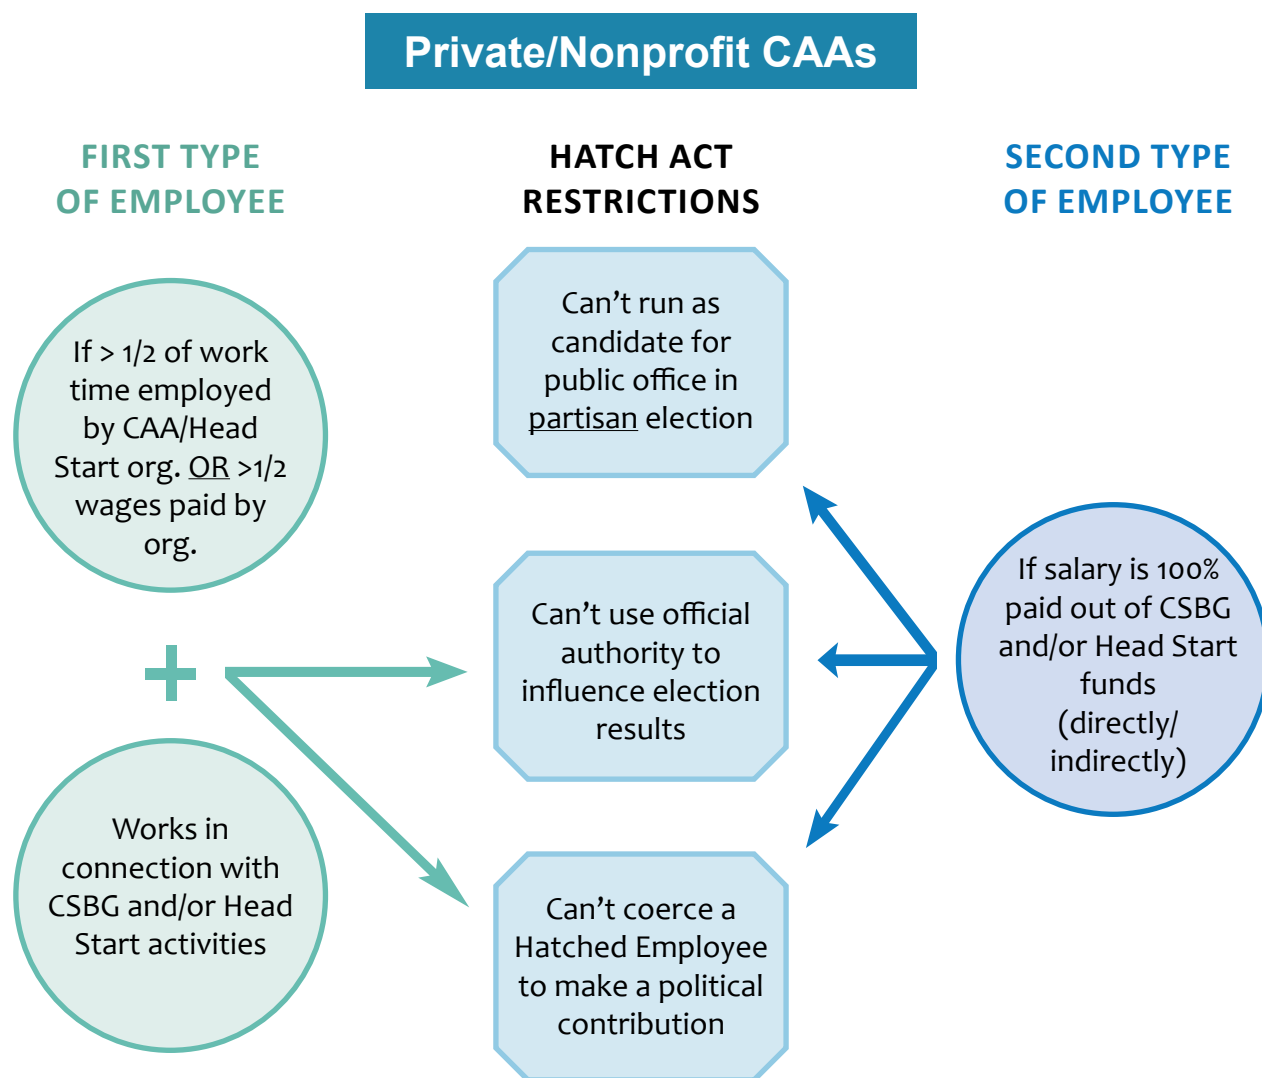 Private/Nonprofit CAAs
FIRST TYPE
OF EMPLOYEE
If > 1/2 of work
time employed
by CAA/Head
Start org. OR >1/2
wages paid by
org.
+
Works in
connection with
CSBG and/or Head
Start activities
HATCH ACT
RESTRICTIONS
Can’t run as
candidate for
public office in
partisan election
Can’t use official
authority to
influence election
results
Can’t coerce a
Hatched Employee
to make a political
contribution
SECOND TYPE
OF EMPLOYEE
If salary is 100%
paid out of CSBG
and/or Head Start
funds
(directly/
indirectly)